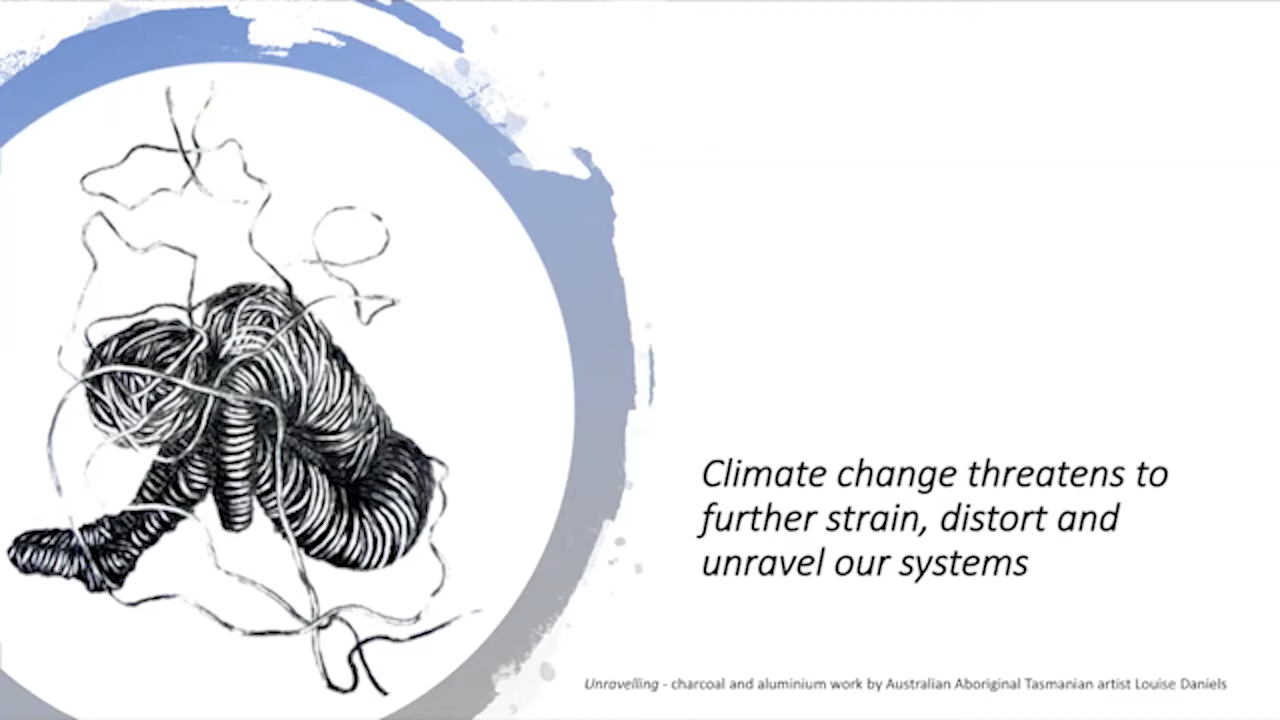 Climate change threatens to
further strain, distort and
unravel our systems
Unravelling - charcoal and aluminium work by Australian Aboriginal Tasmanian artist Louise Daniels